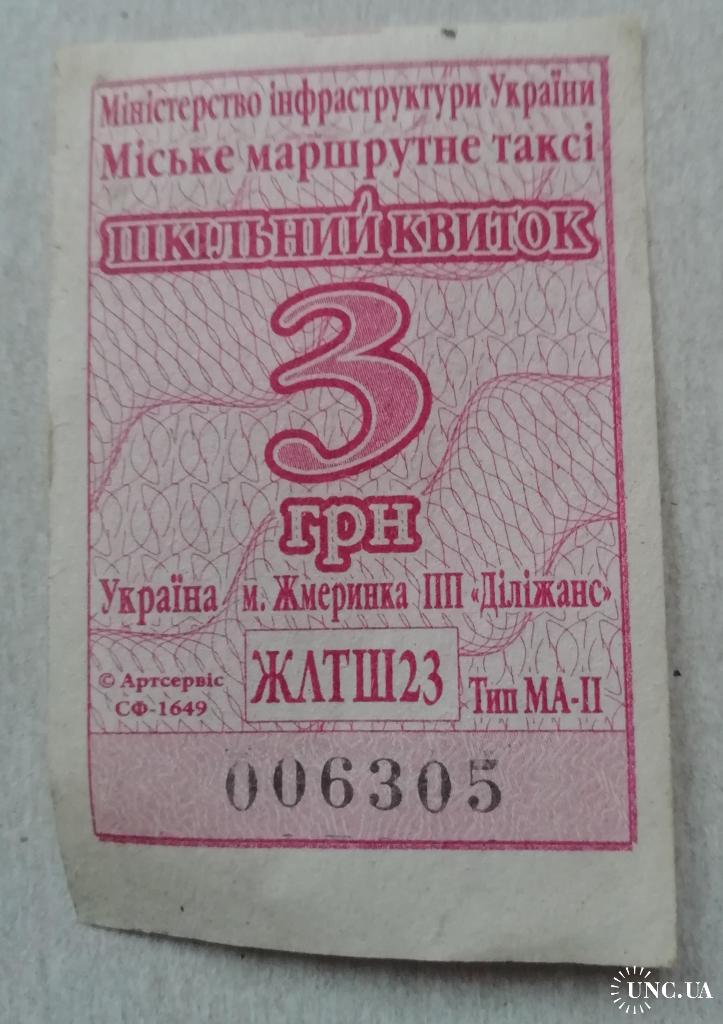 Міністерство інфраструктури України
Міське маршрутне таксі
ШКІЛЬНИЙ КВИТОК
3
грн
Україна м. Жмеринка ПП «Діліжанс»
© Артсервіс
СФ-1649
ЖЛТШ23
Тип МА-ІІ
006305
UNC.UA